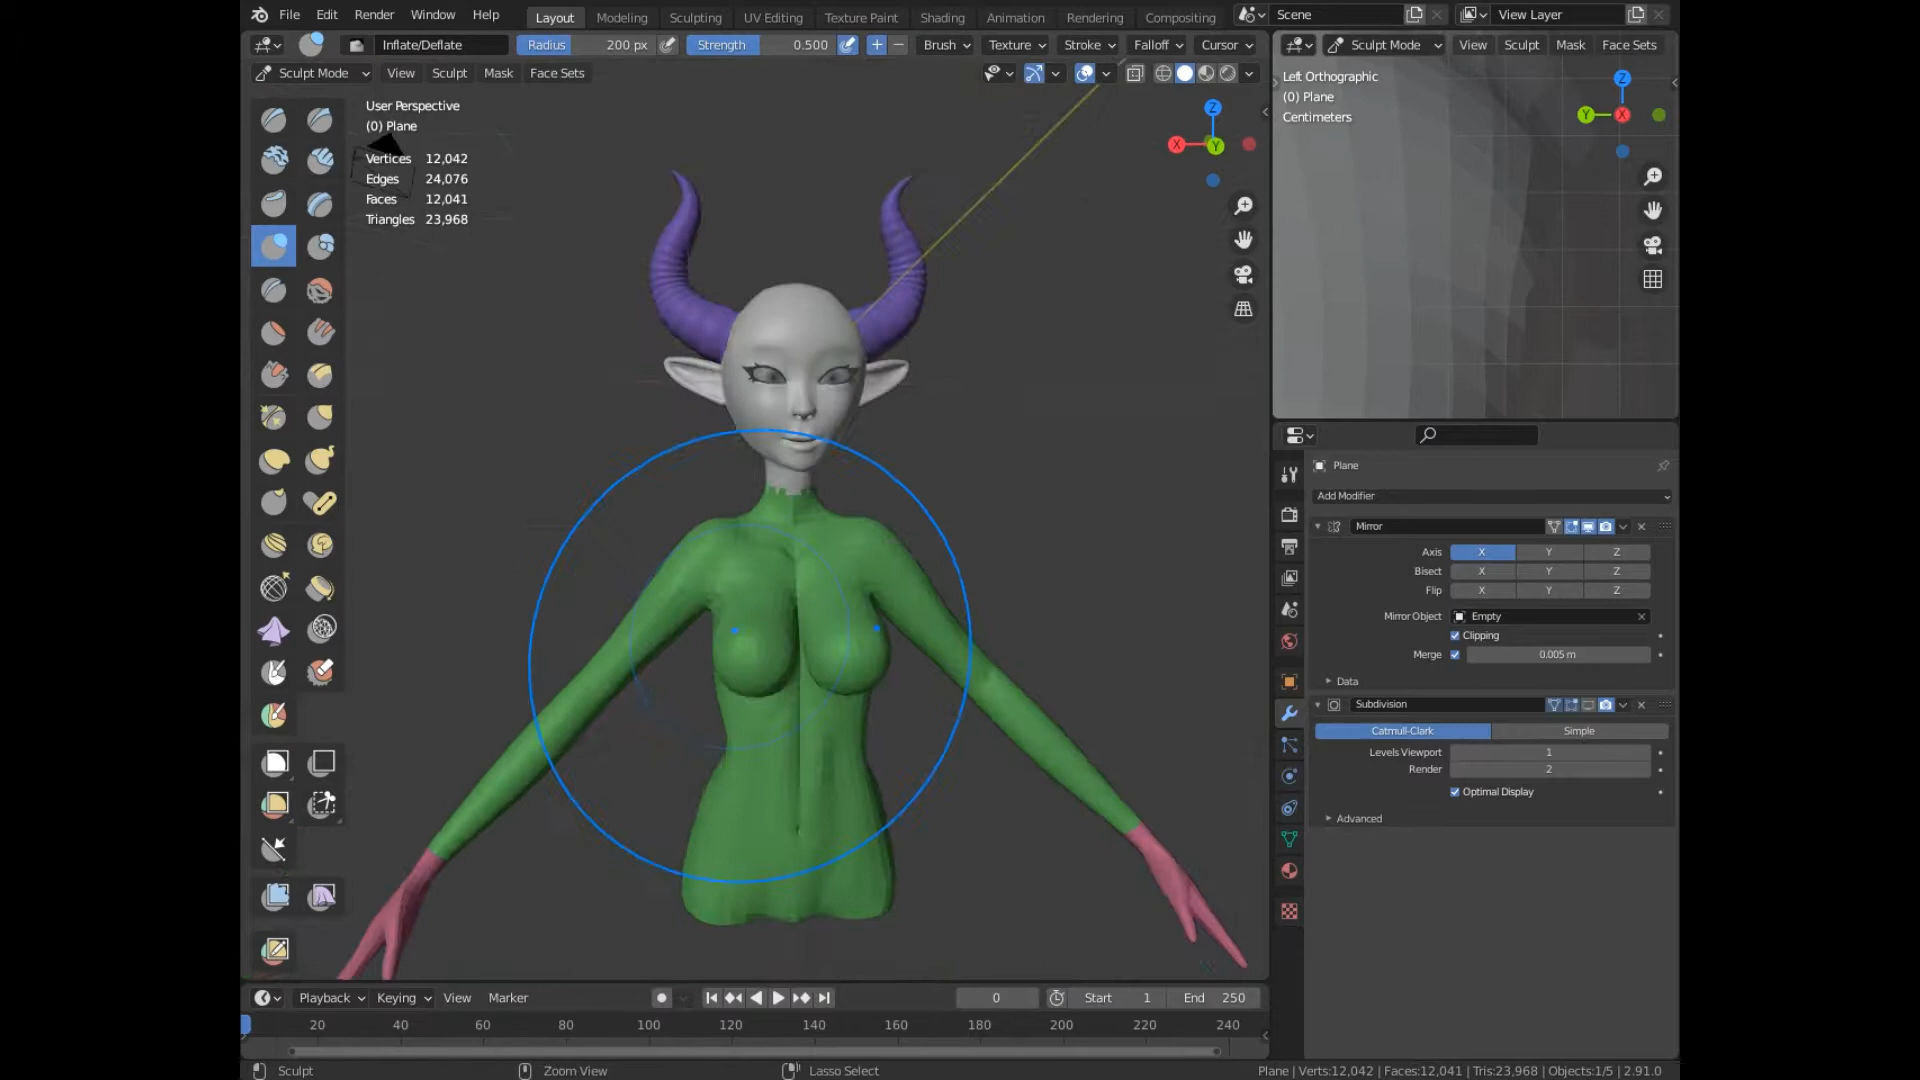 File Edit Render Window Help Layout Modeling Sculpting UV Editing Texture Paint Shading Animation Rendering Compositing Scene View Layer
Inflate/Deflate Radius 200 px Strength 0.500 Brush Texture Stroke Falloff Cursor Sculpt Mode View Sculpt Mask Face Sets
Sculpt Mode View Sculpt Mask Face Sets
User Perspective
(0) Plane
Vertices 12,042
Edges 24,076
Faces 12,041
Triangles 23,968
Z
X
Y
Left Orthographic
(0) Plane
Centimeters
Z
Y
X
Plane
Add Modifier
Mirror
Axis X Y Z
Bisect X Y Z
Flip X Y Z
Mirror Object Empty
Clipping
Merge 0.005 m
Data
Subdivision
Catmull-Clark Simple
Levels Viewport 1
Render 2
Optimal Display
Advanced
Playback Keying View Marker 0 Start 1 End 250
20 40 60 80 100 120 140 160 180 200 220 240
Sculpt Zoom View Lasso Select Plane | Verts:12,042 | Faces:12,041 | Tris:23,968 | Objects:1/5 | 2.91.0